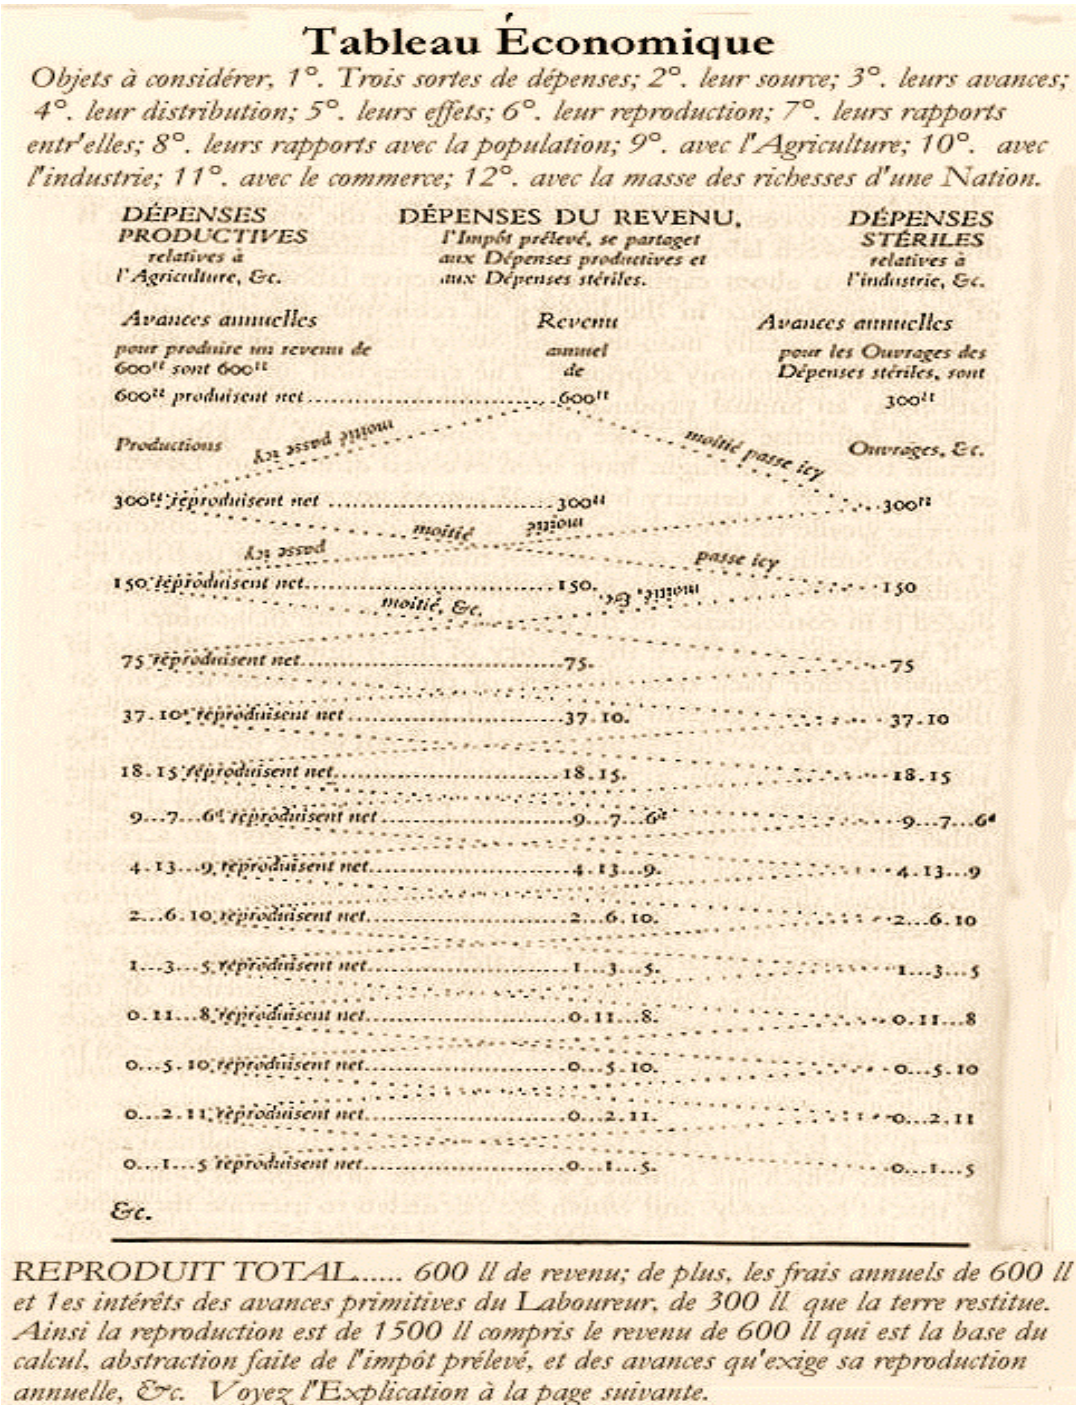 Tableau Économique
Objets à considérer, 1°. Trois sortes de dépenses; 2°. leur source; 3°. leurs avances;
4°. leur distribution; 5°. leurs effets; 6°. leur reproduction; 7°. leurs rapports
entr'elles; 8°. leurs rapports avec la population; 9°. avec l'Agriculture; 10°. avec
l'industrie; 11°. avec le commerce; 12°. avec la masse des richesses d'une Nation.
DÉPENSES PRODUCTIVES relatives à l'Agriculture, &c.
DÉPENSES DU REVENU,
l'Impôt prélevé, se partaget
aux Dépenses productives et
aux Dépenses stériles.
DÉPENSES STÉRILES relatives à l'industrie, &c.
Avances annuelles
pour produire un revenu de
600ᶫᶫ sont 600ᶫᶫ
Revenu
annuel
de
Avances annuelles
pour les Ouvrages des
Dépenses stériles, sont
600ᶫᶫ produisent net....................600ᶫᶫ 300ᶫᶫ
Productions moitié passe icy moitié passe icy Ouvrages, &c.
300ᶫᶫ reproduisent net....................300ᶫᶫ 300ᶫᶫ
moitié moitié
passe icy passe icy
150 reproduisent net....................150. moitié, &c. 150
moitié, &c.
75 reproduisent net....................75. 75
37.10ˢ reproduisent net....................37.10. 37.10
18.15 reproduisent net....................18.15. 18.15
9...7...6ᵈ reproduisent net....................9...7...6ᵈ 9...7...6ᵈ
4.13...9 reproduisent net....................4.13...9. 4.13...9
2...6.10 reproduisent net....................2...6.10. 2...6.10
1...3...5 reproduisent net....................1...3...5. 1...3...5
0.11...8 reproduisent net....................0.11...8. 0.11...8
0...5.10 reproduisent net....................0...5.10. 0...5.10
0...2.11 reproduisent net....................0...2.11. 0...2.11
0...1...5 reproduisent net....................0...1...5. 0...1...5
&c.
REPRODUIT TOTAL...... 600 ll de revenu; de plus, les frais annuels de 600 ll
et 1es intérêts des avances primitives du Laboureur, de 300 ll que la terre restitue.
Ainsi la reproduction est de 1500 ll compris le revenu de 600 ll qui est la base du
calcul, abstraction faite de l'impôt prélevé, et des avances qu'exige sa reproduction
annuelle, &c. Voyez l'Explication à la page suivante.